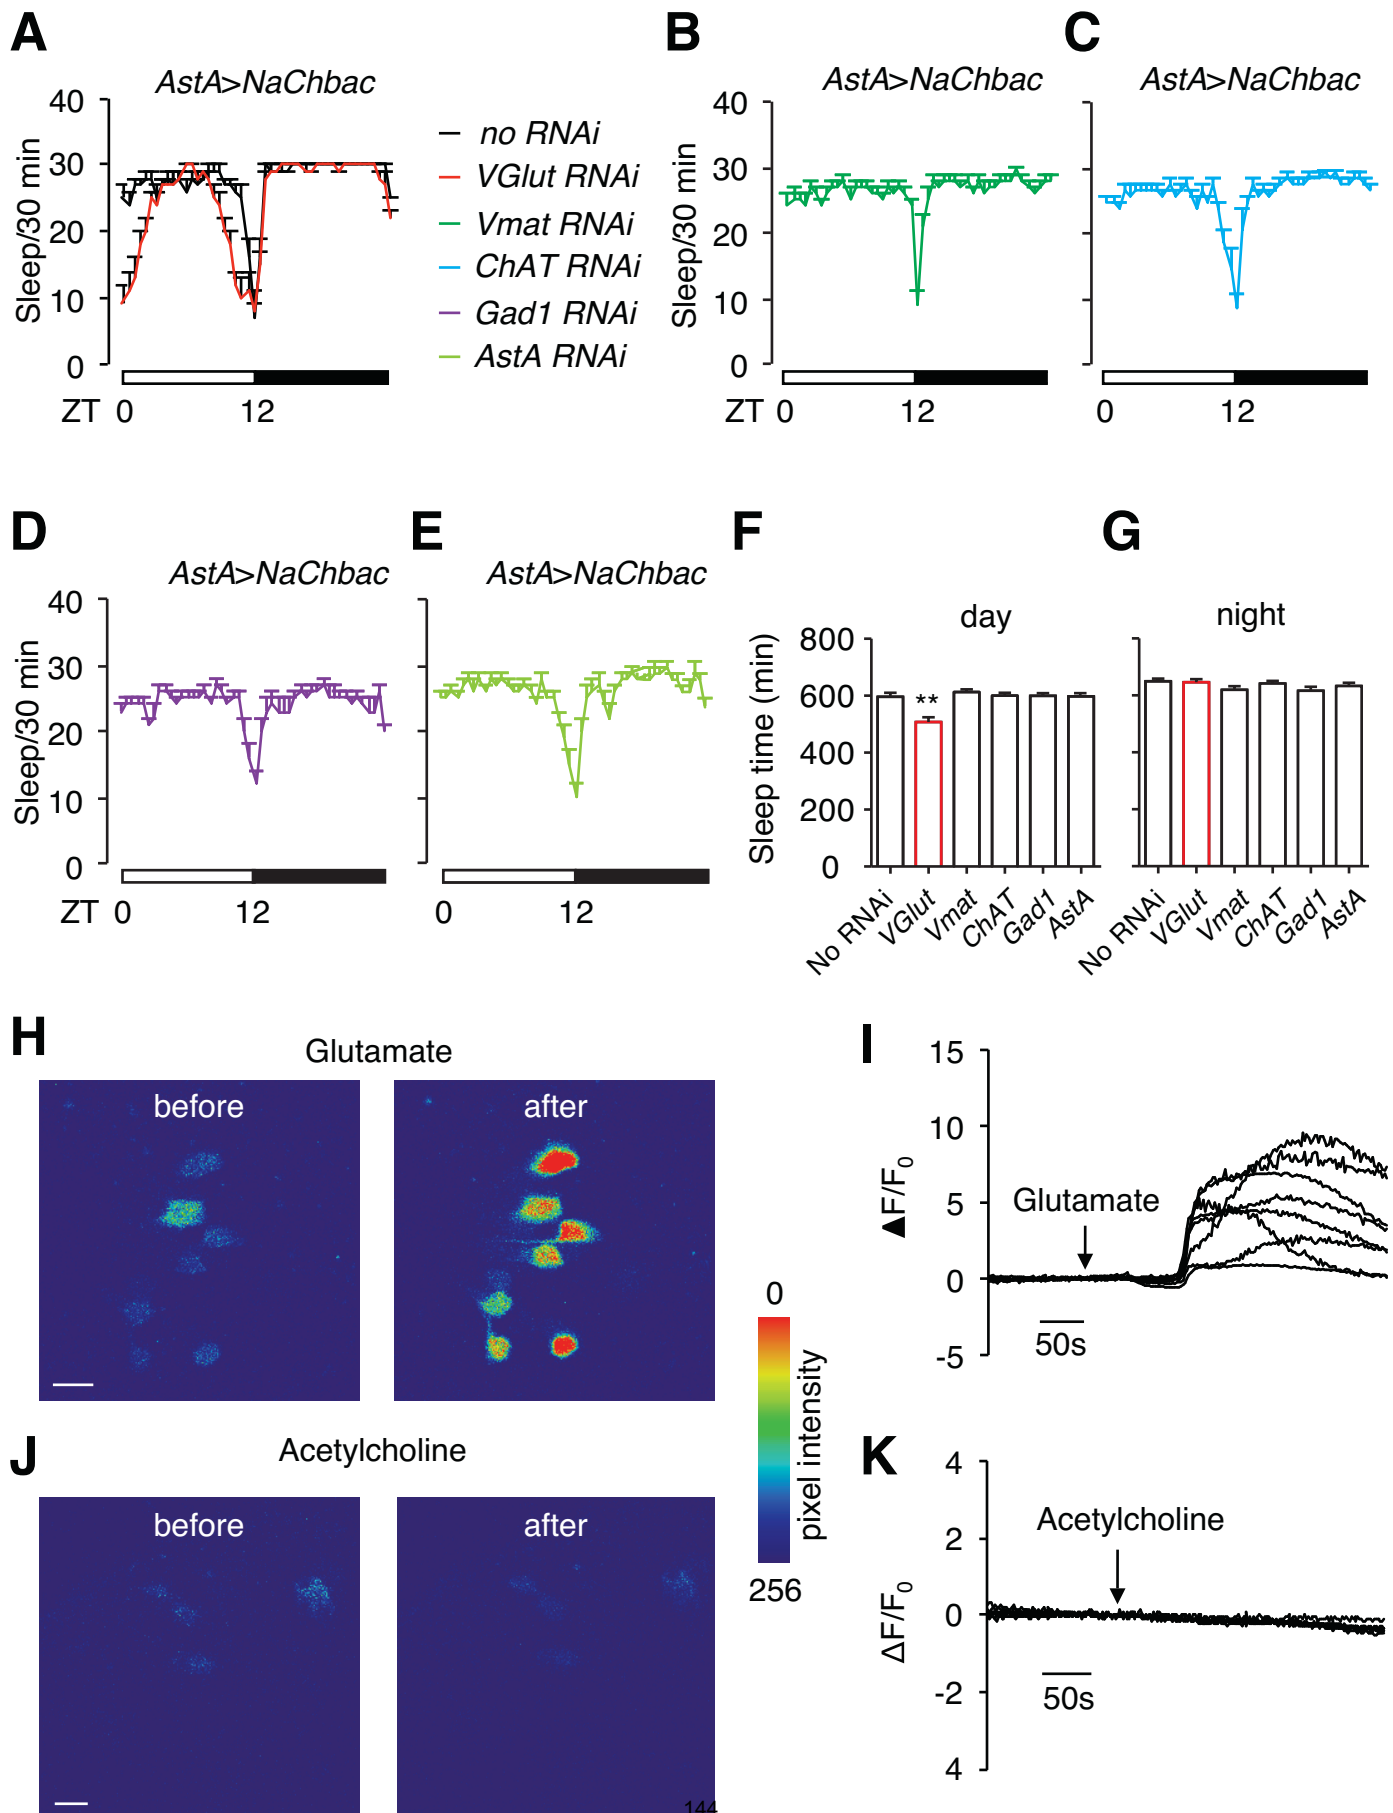 A
AstA>NaChbac
40
30
20
10
0
Sleep/30 min
ZT 0 12
no RNAi
VGlut RNAi
Vmat RNAi
ChAT RNAi
Gad1 RNAi
AstA RNAi
B
AstA>NaChbac
40
30
20
10
0
Sleep/30 min
ZT 0 12
C
AstA>NaChbac
0 12
D
AstA>NaChbac
40
30
20
10
0
Sleep/30 min
ZT 0 12
E
AstA>NaChbac
0 12
F
day
800
600
400
200
0
Sleep time (min)
**
No RNAi
VGlut
Vmat
ChAT
Gad1
AstA
G
night
No RNAi
VGlut
Vmat
ChAT
Gad1
AstA
H
Glutamate
before
after
0
pixel intensity
256
I
15
10
5
0
-5
▲F/F0
Glutamate
50s
J
Acetylcholine
before
after
K
4
2
0
-2
4
ΔF/F0
Acetylcholine
50s
144